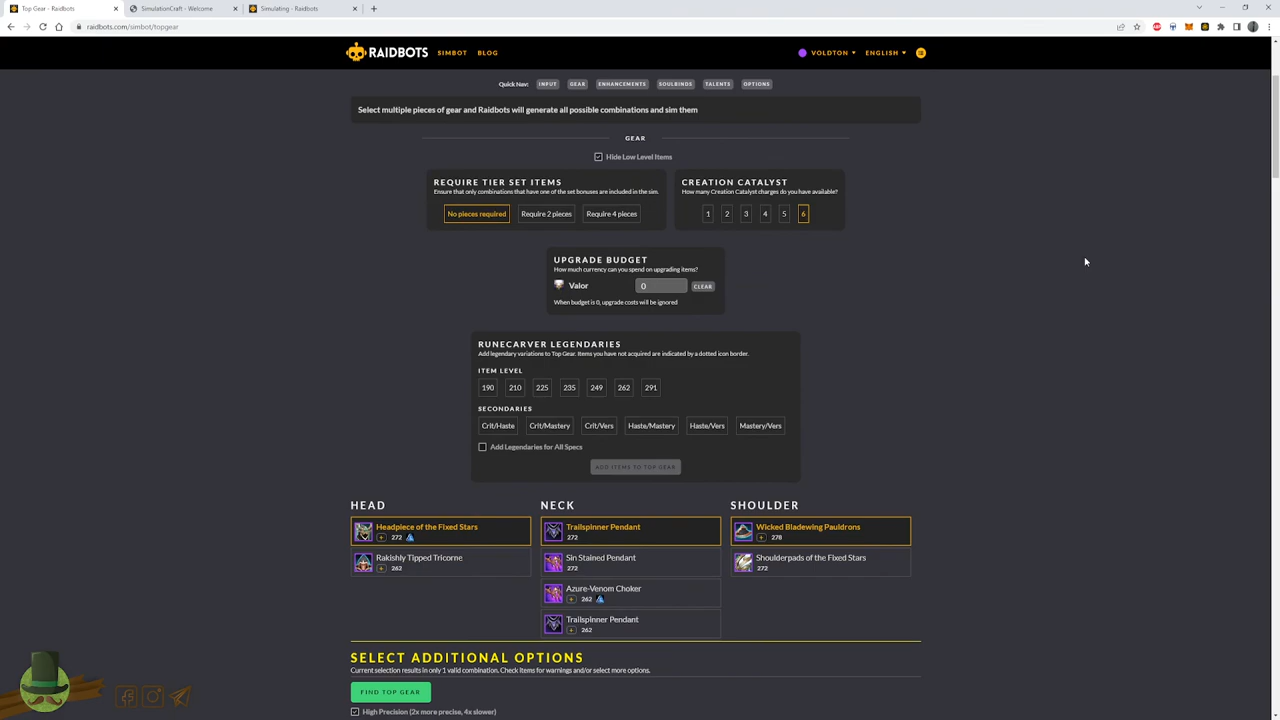 Top Gear - Raidbots
SimulationCraft - Welcome
Simulating - Raidbots
raidbots.com/simbot/topgear
RAIDBOTS
SIMBOT
BLOG
VOLDTON
ENGLISH
Quick Nav:
INPUT
GEAR
ENHANCEMENTS
SOULBINDS
TALENTS
OPTIONS
Select multiple pieces of gear and Raidbots will generate all possible combinations and sim them
GEAR
Hide Low Level Items
REQUIRE TIER SET ITEMS
Ensure that only combinations that have one of the set bonuses are included in the sim.
No pieces required
Require 2 pieces
Require 4 pieces
CREATION CATALYST
How many Creation Catalyst charges do you have available?
1
2
3
4
5
6
UPGRADE BUDGET
How much currency can you spend on upgrading items?
Valor
0
CLEAR
When budget is 0, upgrade costs will be ignored
RUNECARVER LEGENDARIES
Add legendary variations to Top Gear. Items you have not acquired are indicated by a dotted icon border.
ITEM LEVEL
190
210
225
235
249
262
291
SECONDARIES
Crit/Haste
Crit/Mastery
Crit/Vers
Haste/Mastery
Haste/Vers
Mastery/Vers
Add Legendaries for All Specs
ADD ITEMS TO TOP GEAR
HEAD
Headpiece of the Fixed Stars
+ 272
Rakishly Tipped Tricorne
+ 262
NECK
Trailspinner Pendant
272
Sin Stained Pendant
272
Azure-Venom Choker
+ 262
Trailspinner Pendant
+ 262
SHOULDER
Wicked Bladewing Pauldrons
+ 278
Shoulderpads of the Fixed Stars
272
SELECT ADDITIONAL OPTIONS
Current selection results in only 1 valid combination. Check items for warnings and/or select more options.
FIND TOP GEAR
High Precision (2x more precise, 4x slower)